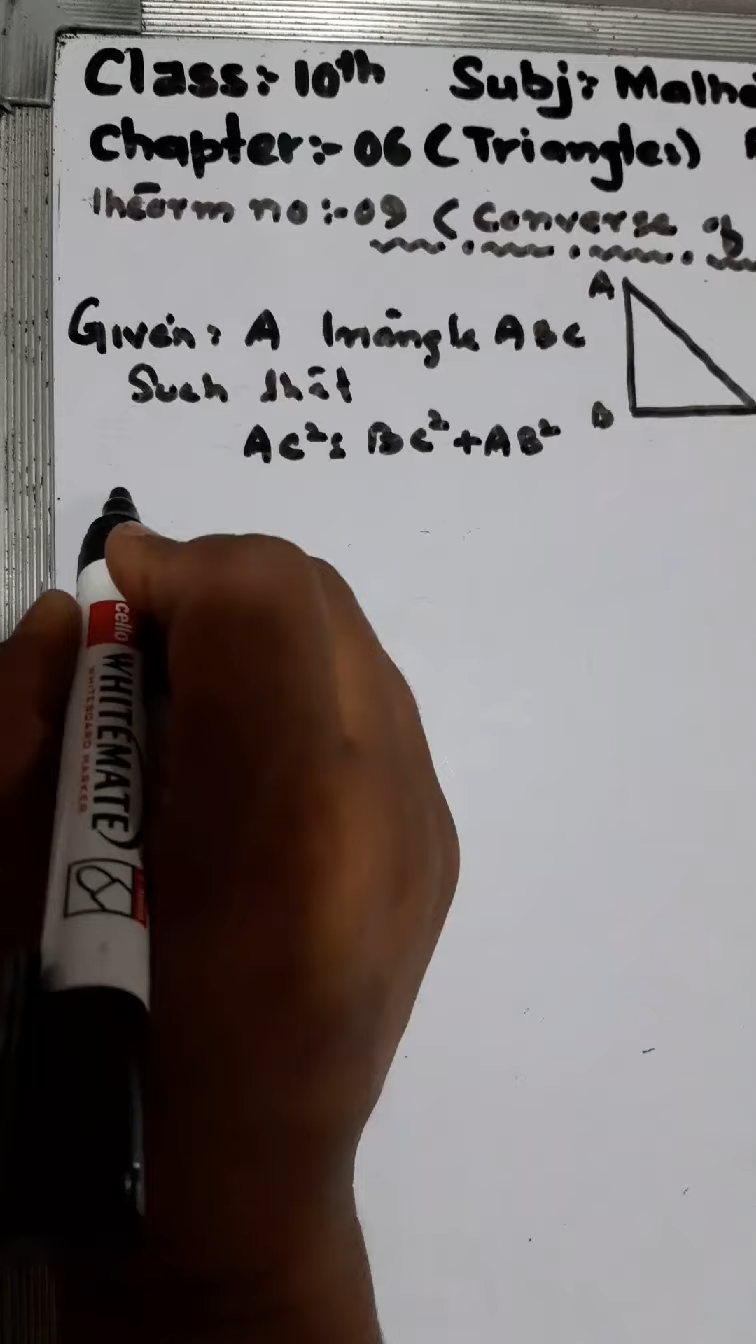 Class:- 10th Subj:- Mathe
Chapter:- 06 (Triangles)
Theorm no:-09 (Converse of
Given: A Triangle ABC
Such that
AC²= BC²+AB²
A
B
cello
WHITEMATE
WHITEBOARD MARKER